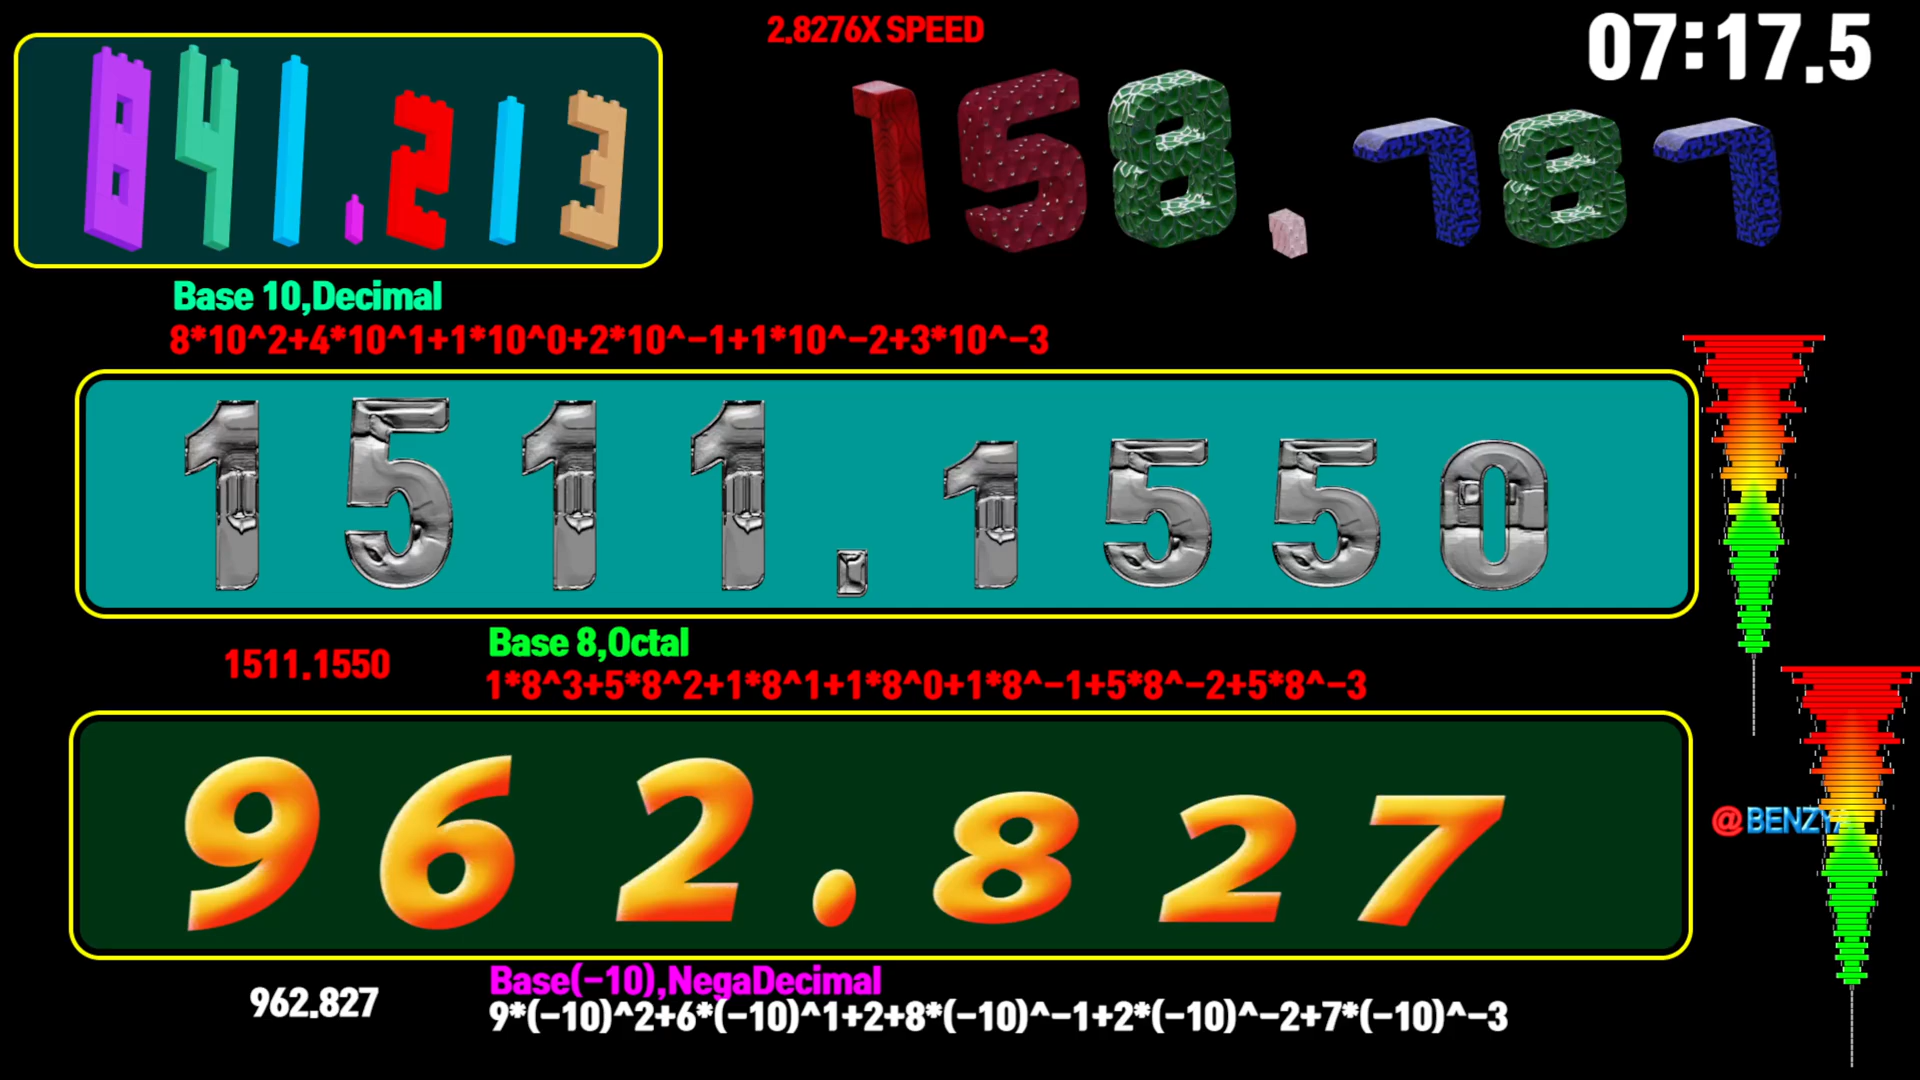 2.8276X SPEED
07:17.5
841.213
158.787
Base 10,Decimal
8*10^2+4*10^1+1*10^0+2*10^-1+1*10^-2+3*10^-3
1511.1550
Base 8,Octal
1511.1550
1*8^3+5*8^2+1*8^1+1*8^0+1*8^-1+5*8^-2+5*8^-3
962.827
@BENZY
Base(-10),NegaDecimal
962.827
9*(-10)^2+6*(-10)^1+2+8*(-10)^-1+2*(-10)^-2+7*(-10)^-3